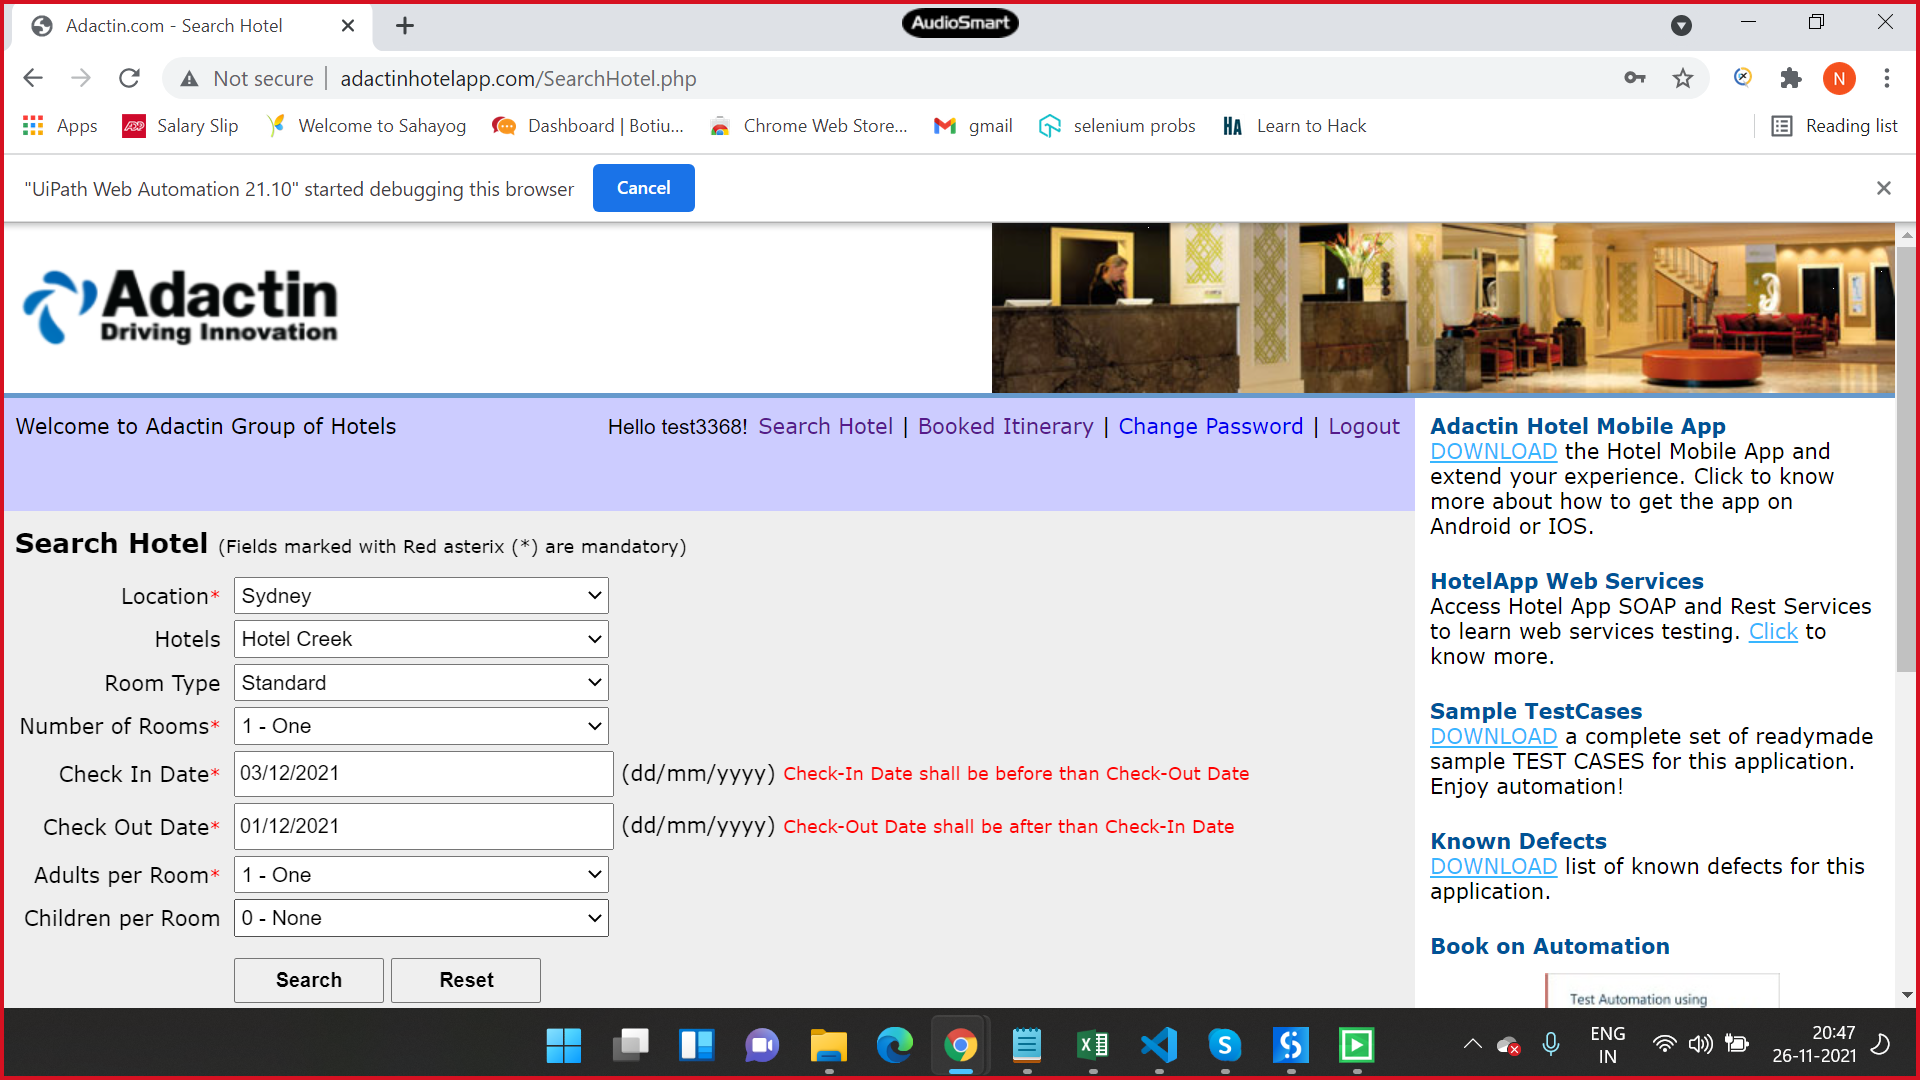 Adactin.com - Search Hotel
AudioSmart
Not secure
adactinhotelapp.com/SearchHotel.php
N
Apps
ADP
Salary Slip
Welcome to Sahayog
Dashboard | Botiu...
Chrome Web Store...
gmail
selenium probs
HA
Learn to Hack
Reading list
"UiPath Web Automation 21.10" started debugging this browser
Cancel
Adactin
Driving Innovation
Welcome to Adactin Group of Hotels
Hello test3368! Search Hotel | Booked Itinerary | Change Password | Logout
Search Hotel (Fields marked with Red asterix (*) are mandatory)
Location* Sydney
Hotels Hotel Creek
Room Type Standard
Number of Rooms* 1 - One
Check In Date* 03/12/2021 (dd/mm/yyyy) Check-In Date shall be before than Check-Out Date
Check Out Date* 01/12/2021 (dd/mm/yyyy) Check-Out Date shall be after than Check-In Date
Adults per Room* 1 - One
Children per Room 0 - None
Search
Reset
Adactin Hotel Mobile App
DOWNLOAD the Hotel Mobile App and
extend your experience. Click to know
more about how to get the app on
Android or IOS.
HotelApp Web Services
Access Hotel App SOAP and Rest Services
to learn web services testing. Click to
know more.
Sample TestCases
DOWNLOAD a complete set of readymade
sample TEST CASES for this application.
Enjoy automation!
Known Defects
DOWNLOAD list of known defects for this
application.
Book on Automation
Test Automation using
ENG
IN
20:47
26-11-2021